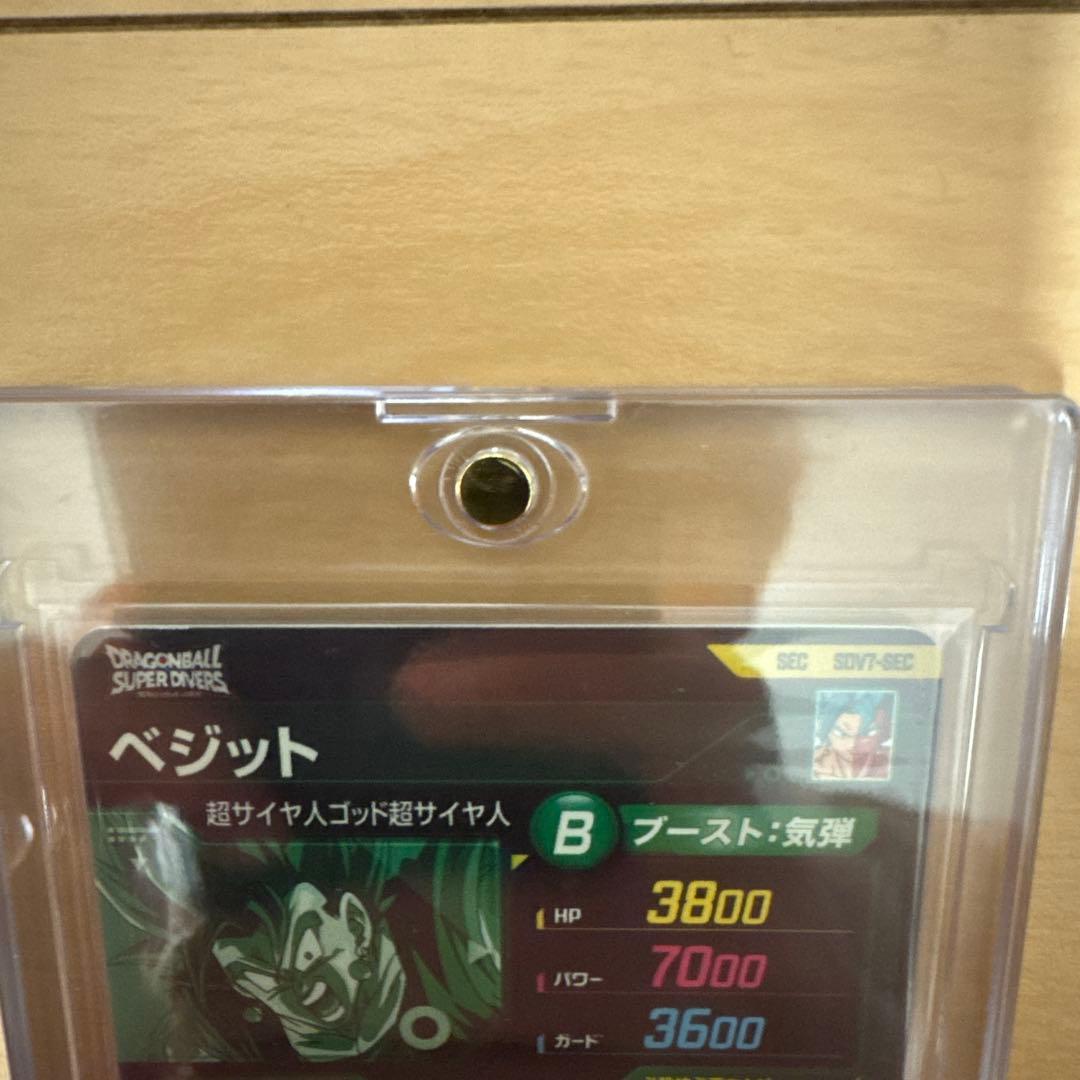 DRAGONBALL
SUPER DIVERS
SEC SDV7-SEC
ベジット
超サイヤ人ゴッド超サイヤ人
B ブースト:気弾
HP 3800
パワー 7000
ガード 3600